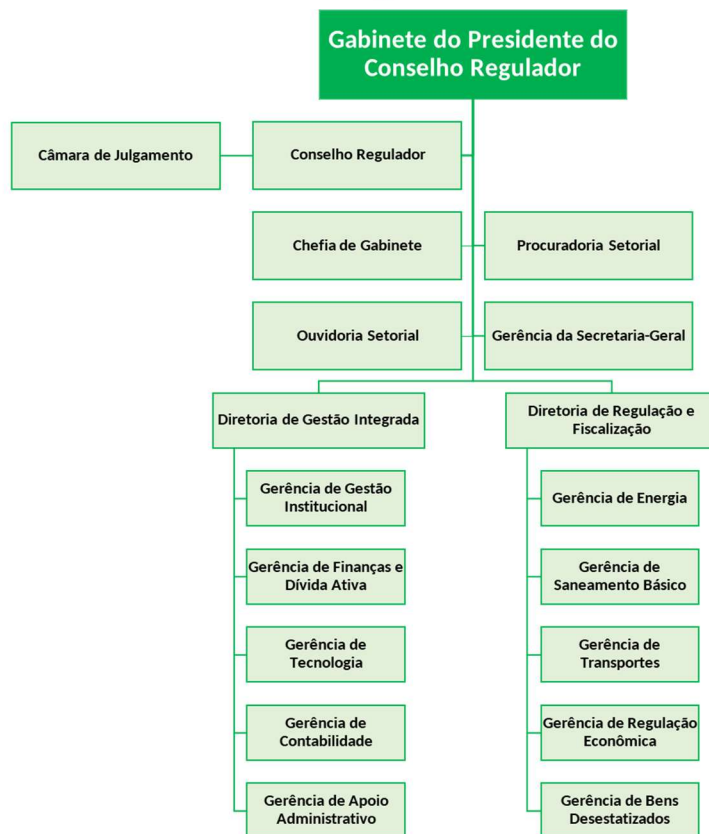 Gabinete do Presidente do
Conselho Regulador
Câmara de Julgamento
Conselho Regulador
Chefia de Gabinete
Procuradoria Setorial
Ouvidoria Setorial
Gerência da Secretaria-Geral
Diretoria de Gestão Integrada
Gerência de Gestão
Institucional
Gerência de Finanças e
Dívida Ativa
Gerência de
Tecnologia
Gerência de
Contabilidade
Gerência de Apoio
Administrativo
Diretoria de Regulação e
Fiscalização
Gerência de Energia
Gerência de
Saneamento Básico
Gerência de
Transportes
Gerência de Regulação
Econômica
Gerência de Bens
Desestatizados